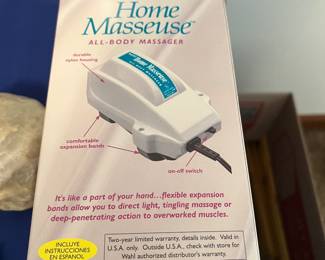 Home
Masseuse™
ALL-BODY MASSAGER
durable
nylon housing
Home Masseuse
comfortable
expansion bands
on-off switch
It's like a part of your hand...flexible expansion
bands allow you to direct light, tingling massage or
deep-penetrating action to overworked muscles.
INCLUYE
INSTRUCCIONES
EN ESPAÑOL
Two-year limited warranty, details inside. Valid in
U.S.A. only. Outside U.S.A., check with store for
Wahl authorized distributor's warranty.